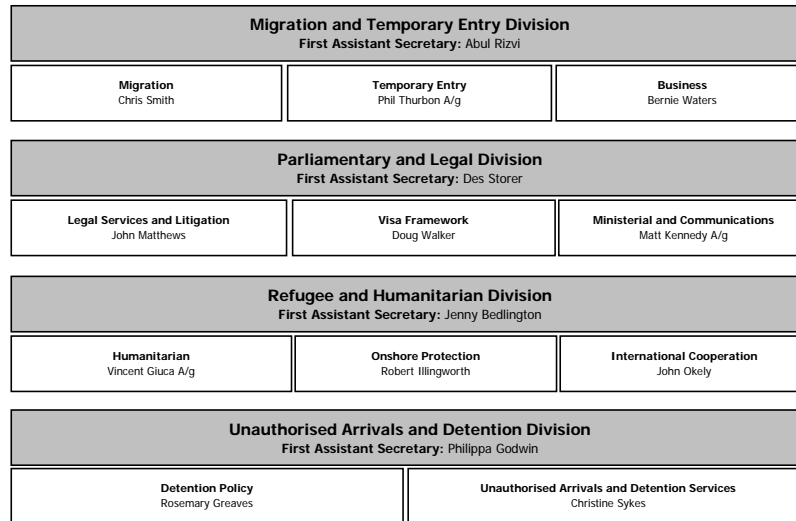 Migration and Temporary Entry Division
First Assistant Secretary: Abul Rizvi
Migration
Chris Smith
Temporary Entry
Phil Thurbon A/g
Business
Bernie Waters
Parliamentary and Legal Division
First Assistant Secretary: Des Storer
Legal Services and Litigation
John Matthews
Visa Framework
Doug Walker
Ministerial and Communications
Matt Kennedy A/g
Refugee and Humanitarian Division
First Assistant Secretary: Jenny Bedlington
Humanitarian
Vincent Giuca A/g
Onshore Protection
Robert Illingworth
International Cooperation
John Okely
Unauthorised Arrivals and Detention Division
First Assistant Secretary: Philippa Godwin
Detention Policy
Rosemary Greaves
Unauthorised Arrivals and Detention Services
Christine Sykes